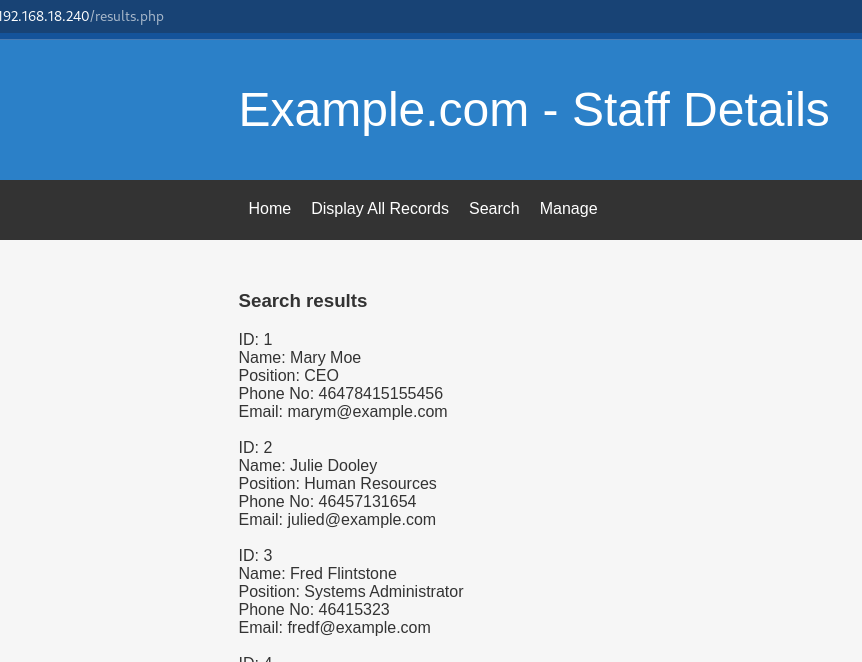 192.168.18.240/results.php
Example.com - Staff Details
Home Display All Records Search Manage
Search results
ID: 1
Name: Mary Moe
Position: CEO
Phone No: 46478415155456
Email: marym@example.com
ID: 2
Name: Julie Dooley
Position: Human Resources
Phone No: 46457131654
Email: julied@example.com
ID: 3
Name: Fred Flintstone
Position: Systems Administrator
Phone No: 46415323
Email: fredf@example.com
ID: 4